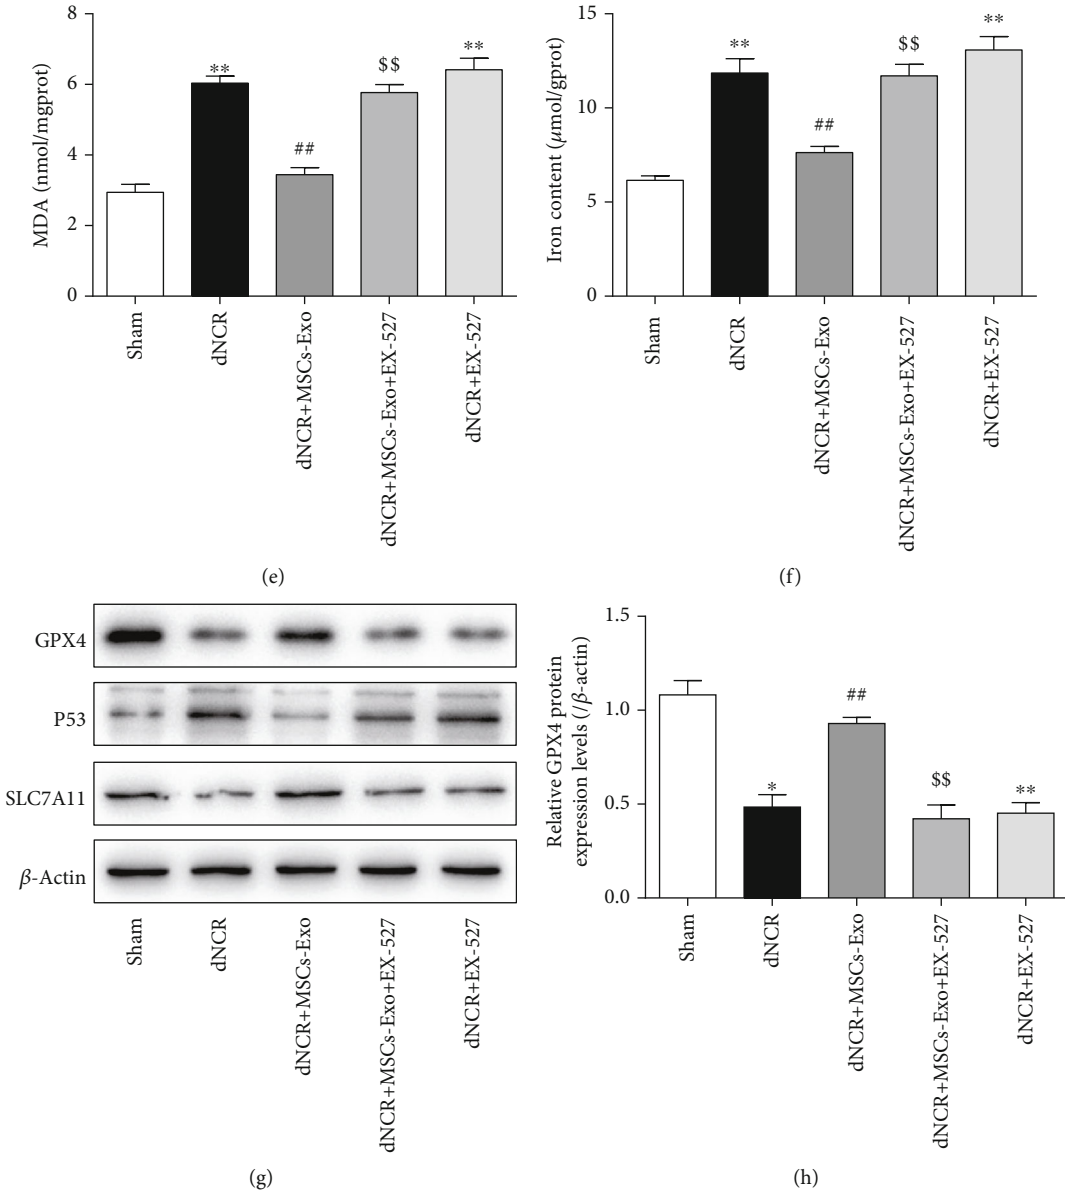 8
6
4
2
0
MDA (nmol/mgprot)
**
##
$$
**
Sham
dNCR
dNCR+MSCs-Exo
dNCR+MSCs-Exo+EX-527
dNCR+EX-527
(e)
15
10
5
0
Iron content (μmol/gprot)
**
##
$$
**
Sham
dNCR
dNCR+MSCs-Exo
dNCR+MSCs-Exo+EX-527
dNCR+EX-527
(f)
GPX4
P53
SLC7A11
β-Actin
Sham
dNCR
dNCR+MSCs-Exo
dNCR+MSCs-Exo+EX-527
dNCR+EX-527
(g)
1.5
1.0
0.5
0.0
Relative GPX4 protein
expression levels (/β-actin)
*
##
$$
**
Sham
dNCR
dNCR+MSCs-Exo
dNCR+MSCs-Exo+EX-527
dNCR+EX-527
(h)